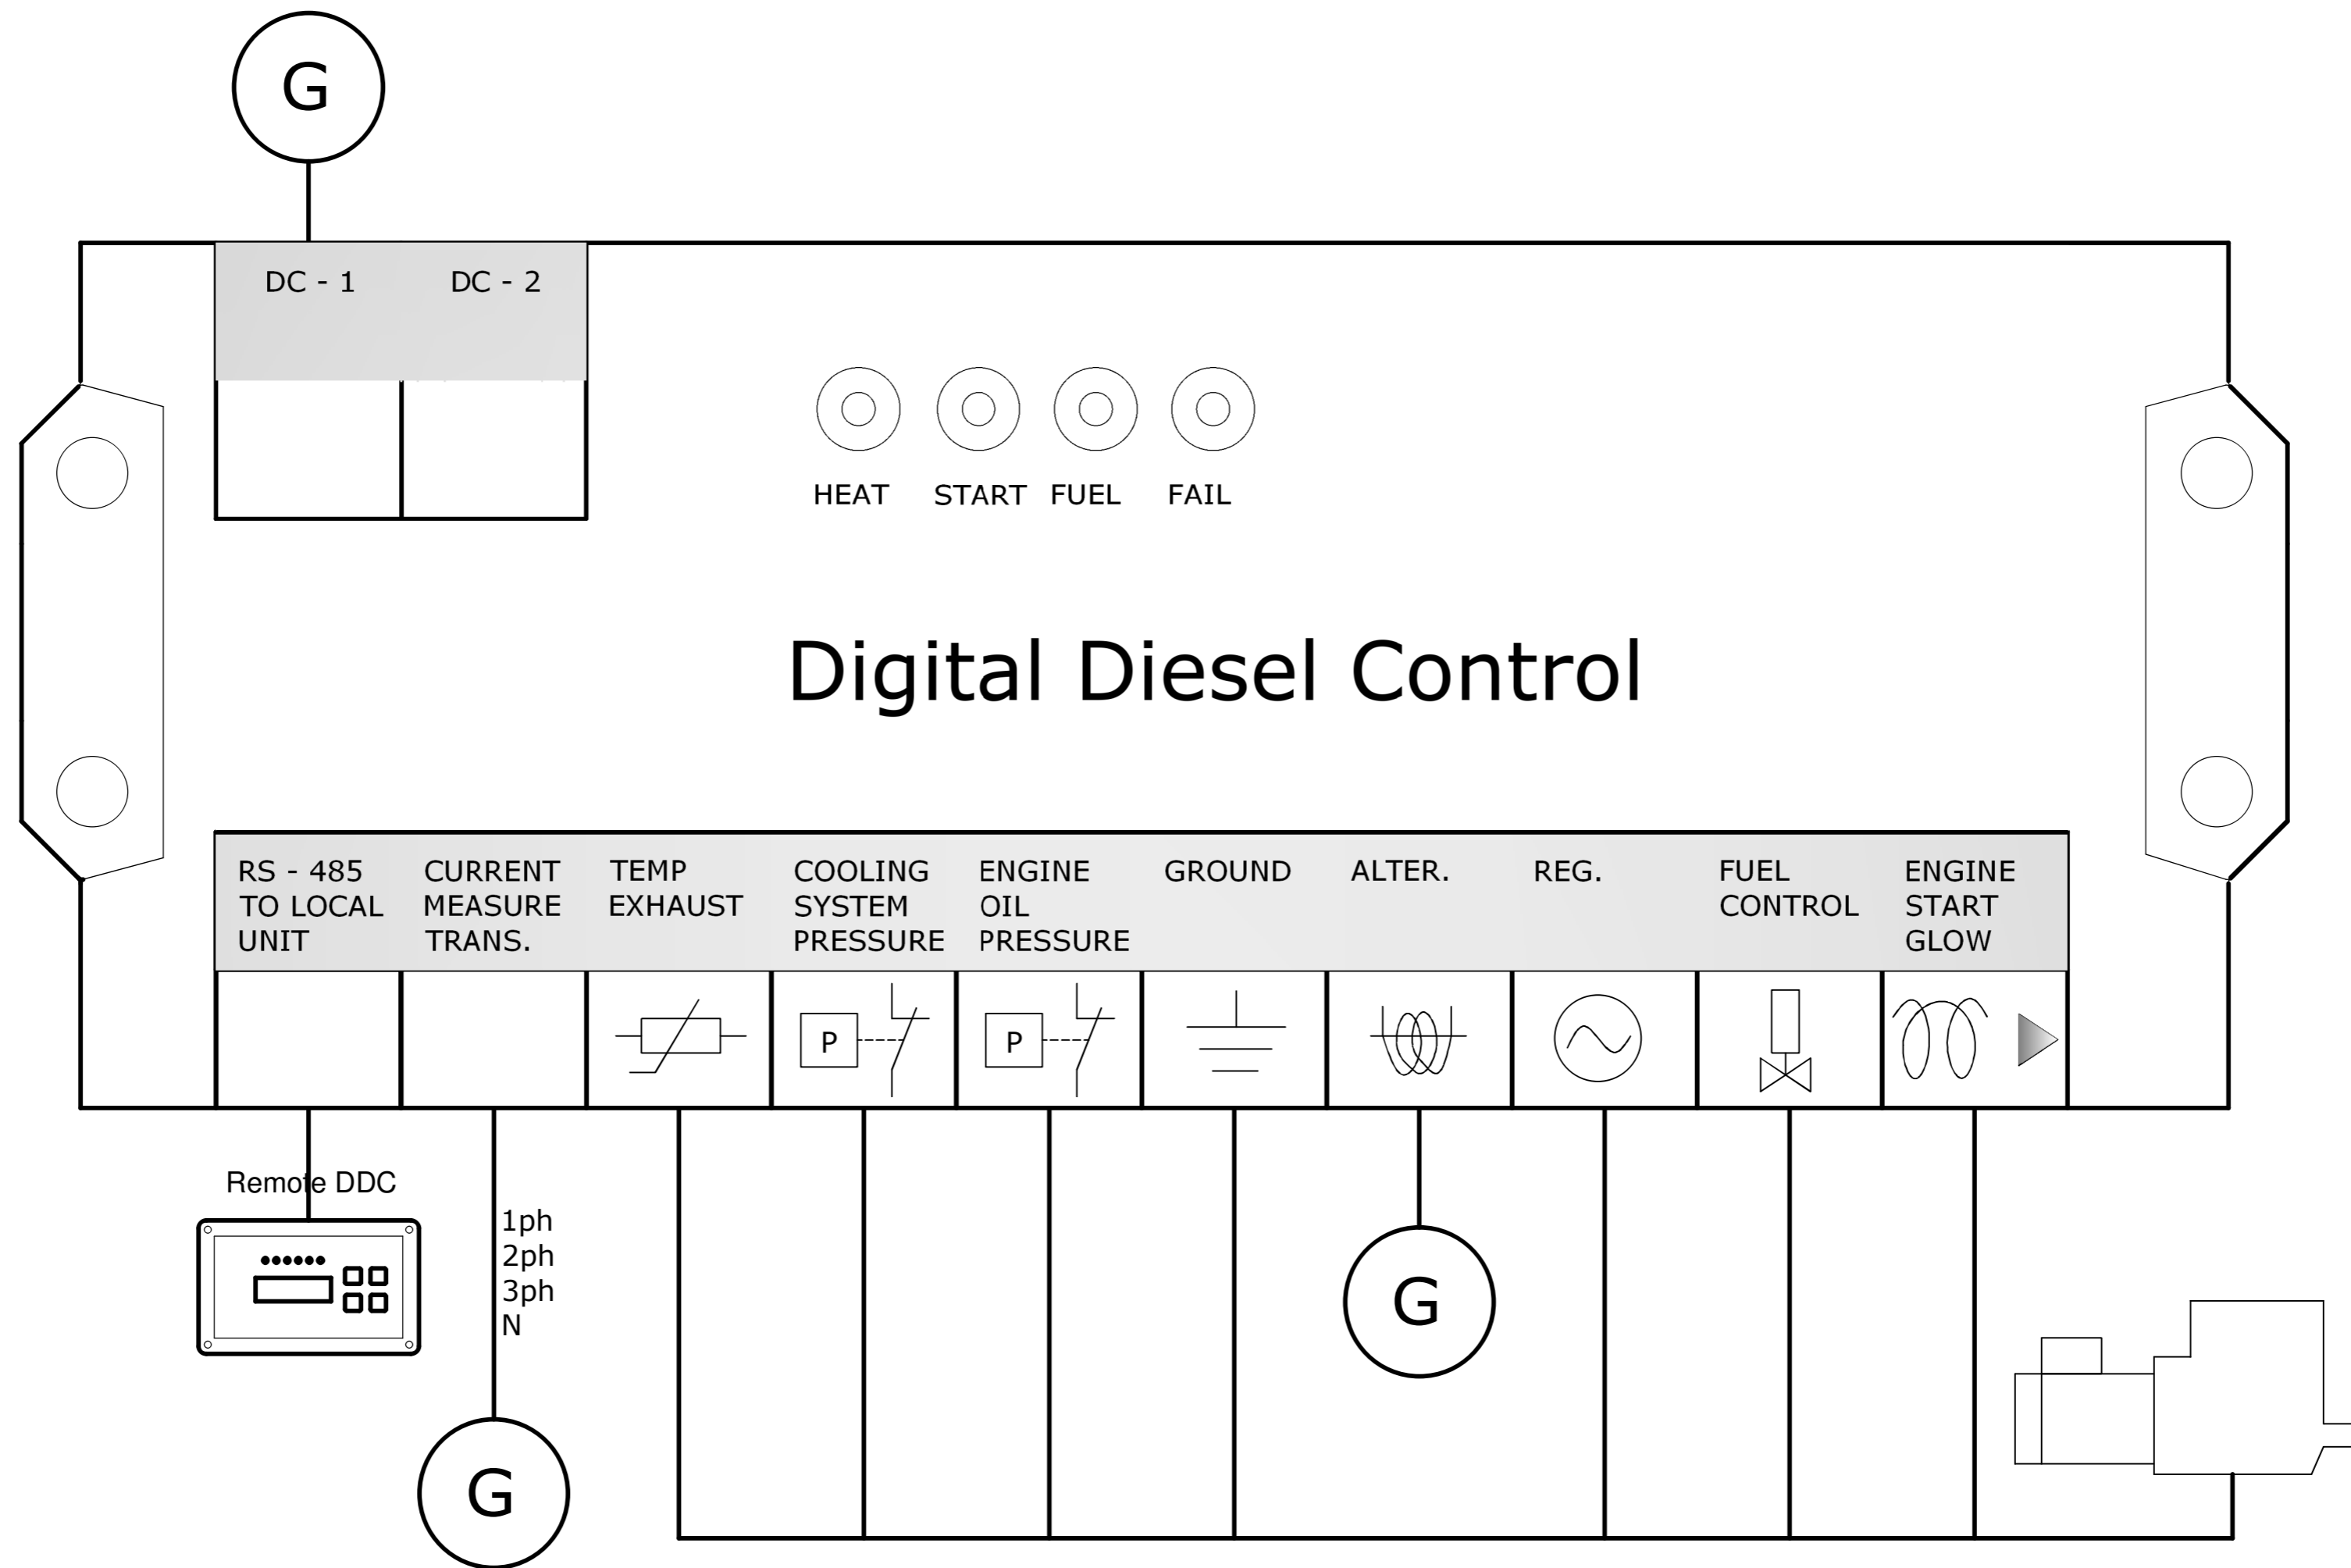 G
DC - 1
DC - 2
HEAT
START
FUEL
FAIL
Digital Diesel Control
RS - 485
TO LOCAL
UNIT
CURRENT
MEASURE
TRANS.
TEMP
EXHAUST
COOLING
SYSTEM
PRESSURE
ENGINE
OIL
PRESSURE
GROUND
ALTER.
REG.
FUEL
CONTROL
ENGINE
START
GLOW
P
P
Remote DDC
1ph
2ph
3ph
N
G
G